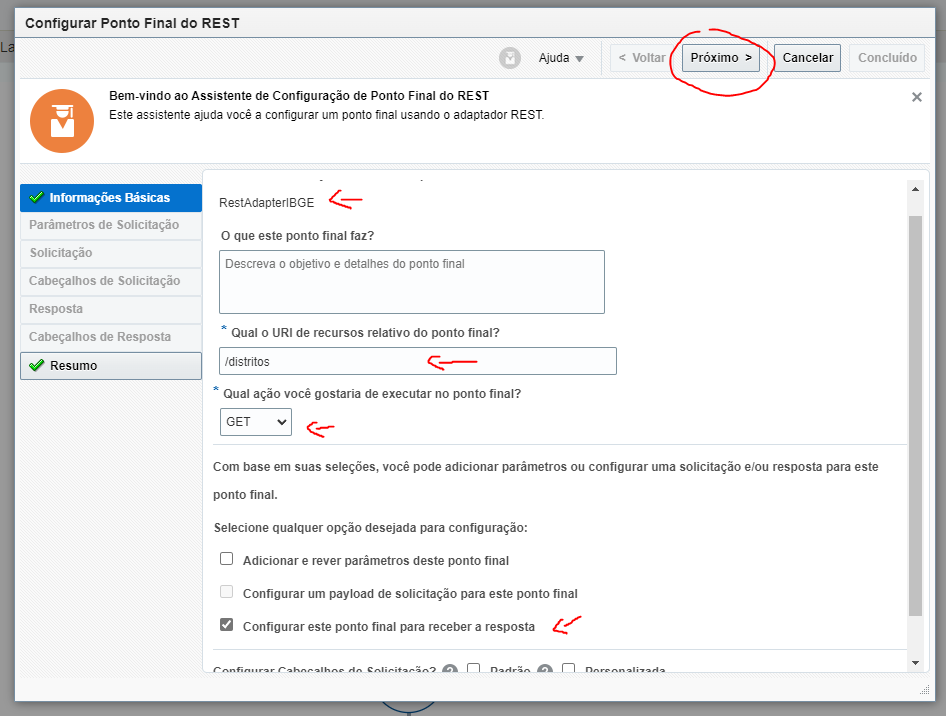 Configurar Ponto Final do REST
La
Ajuda
< Voltar
Próximo >
Cancelar
Concluído
Bem-vindo ao Assistente de Configuração de Ponto Final do REST
Este assistente ajuda você a configurar um ponto final usando o adaptador REST.
Informações Básicas
Parâmetros de Solicitação
Solicitação
Cabeçalhos de Solicitação
Resposta
Cabeçalhos de Resposta
Resumo
RestAdapterIBGE
O que este ponto final faz?
Descreva o objetivo e detalhes do ponto final
* Qual o URI de recursos relativo do ponto final?
/distritos
* Qual ação você gostaria de executar no ponto final?
GET
Com base em suas seleções, você pode adicionar parâmetros ou configurar uma solicitação e/ou resposta para este
ponto final.
Selecione qualquer opção desejada para configuração:
Adicionar e rever parâmetros deste ponto final
Configurar um payload de solicitação para este ponto final
Configurar este ponto final para receber a resposta
Configurar Cabeçalhos de Solicitação? ? Padrão ? Personalizada